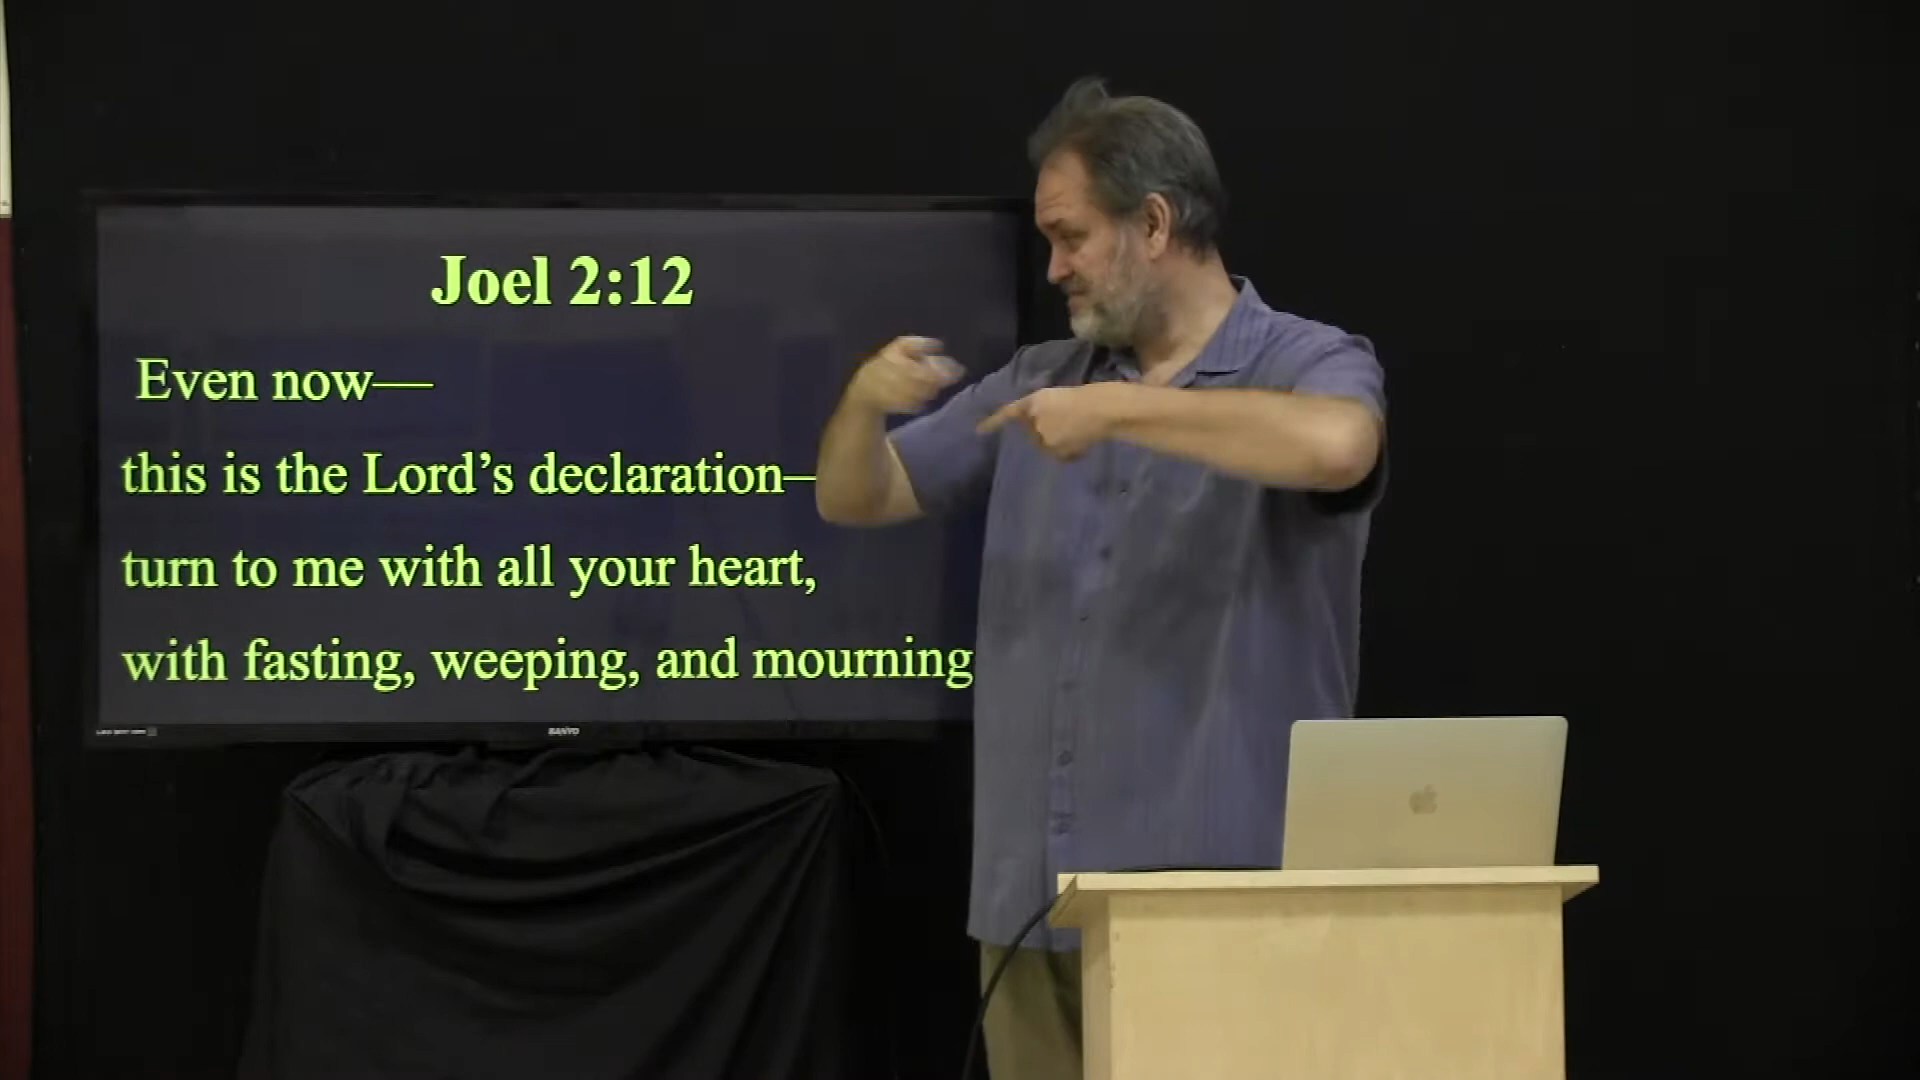 Joel 2:12
Even now—
this is the Lord’s declaration—
turn to me with all your heart,
with fasting, weeping, and mourning
SANYO